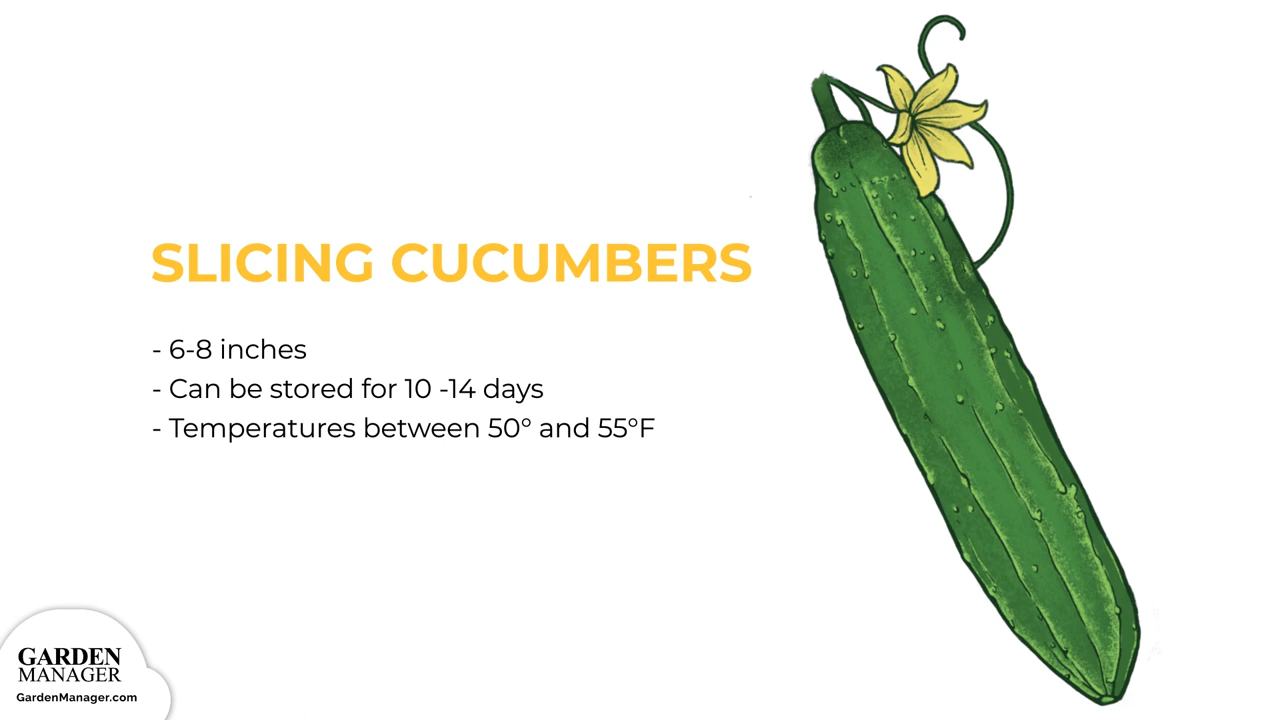 SLICING CUCUMBERS
- 6-8 inches
- Can be stored for 10 -14 days
- Temperatures between 50° and 55°F
GARDEN
MANAGER
GardenManager.com